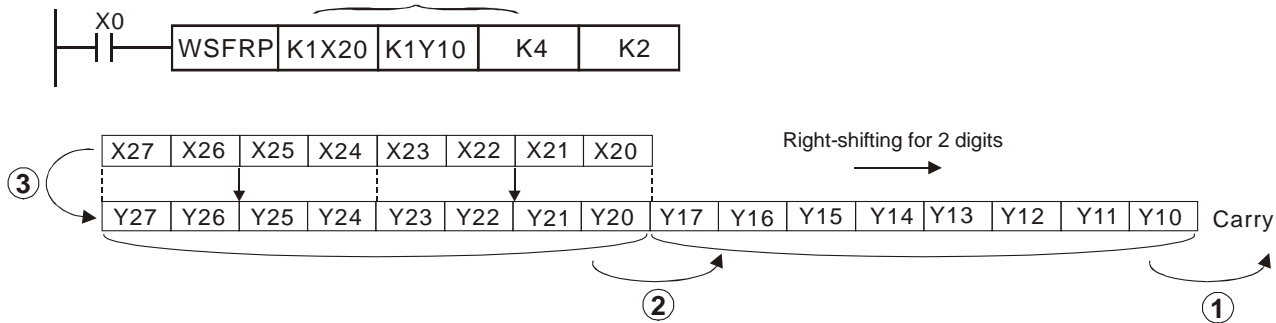 X0
WSFRP K1X20 K1Y10 K4 K2
X27 X26 X25 X24 X23 X22 X21 X20
Right-shifting for 2 digits
3
Y27 Y26 Y25 Y24 Y23 Y22 Y21 Y20 Y17 Y16 Y15 Y14 Y13 Y12 Y11 Y10 Carry
2
1